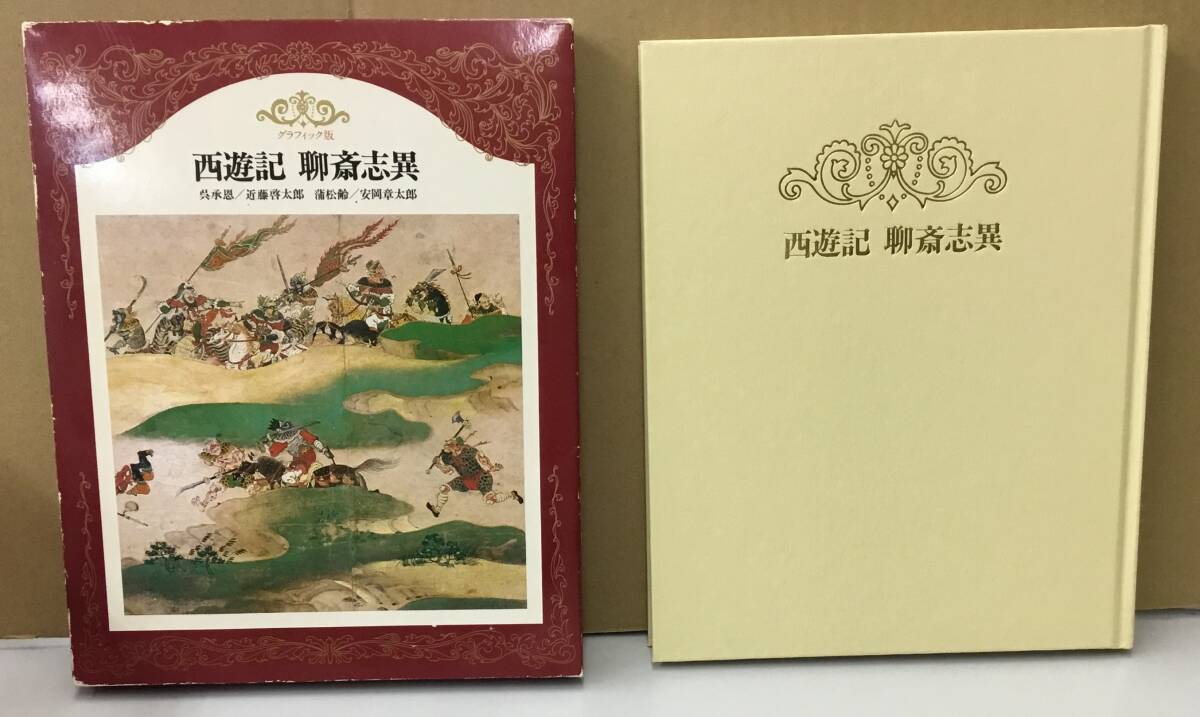 グラフィック版
西遊記 聊斎志異
呉承恩/近藤啓太郎 蒲松齢/安岡章太郎
西遊記 聊斎志異